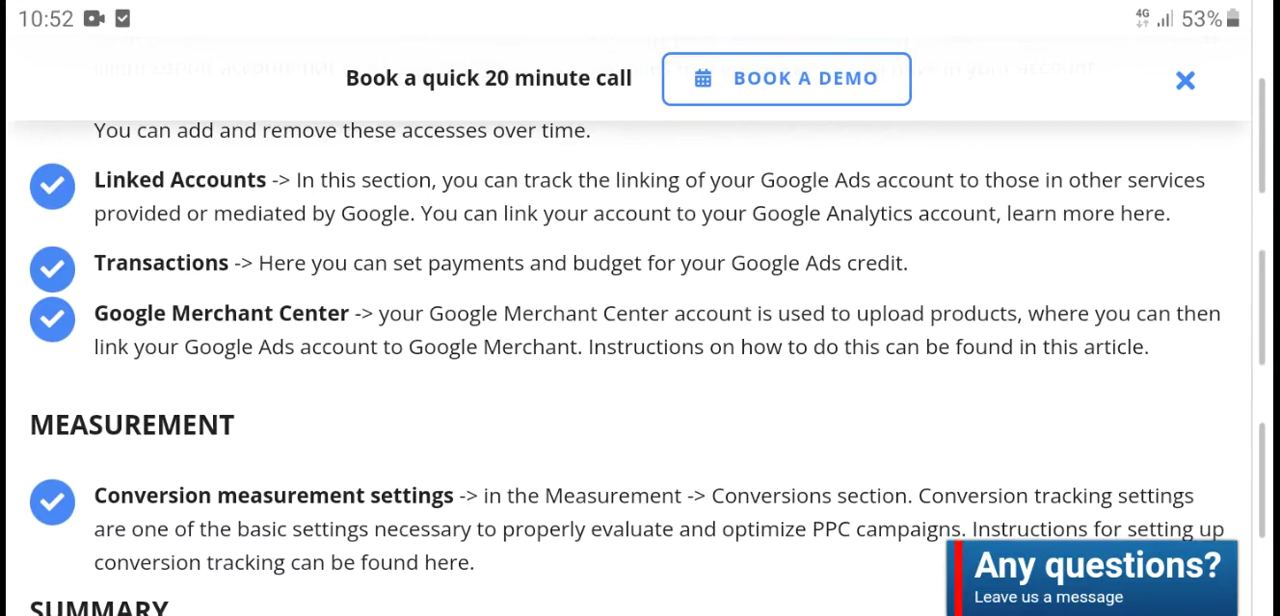 10:52
4G 53%
Book a quick 20 minute call BOOK A DEMO
You can add and remove these accesses over time.
Linked Accounts -> In this section, you can track the linking of your Google Ads account to those in other services
provided or mediated by Google. You can link your account to your Google Analytics account, learn more here.
Transactions -> Here you can set payments and budget for your Google Ads credit.
Google Merchant Center -> your Google Merchant Center account is used to upload products, where you can then
link your Google Ads account to Google Merchant. Instructions on how to do this can be found in this article.
MEASUREMENT
Conversion measurement settings -> in the Measurement -> Conversions section. Conversion tracking settings
are one of the basic settings necessary to properly evaluate and optimize PPC campaigns. Instructions for setting up
conversion tracking can be found here.
Any questions?
Leave us a message
SUMMARY